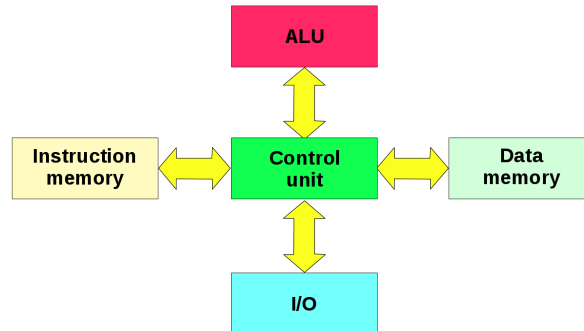 ALU
Instruction
memory
Control
unit
Data
memory
I/O